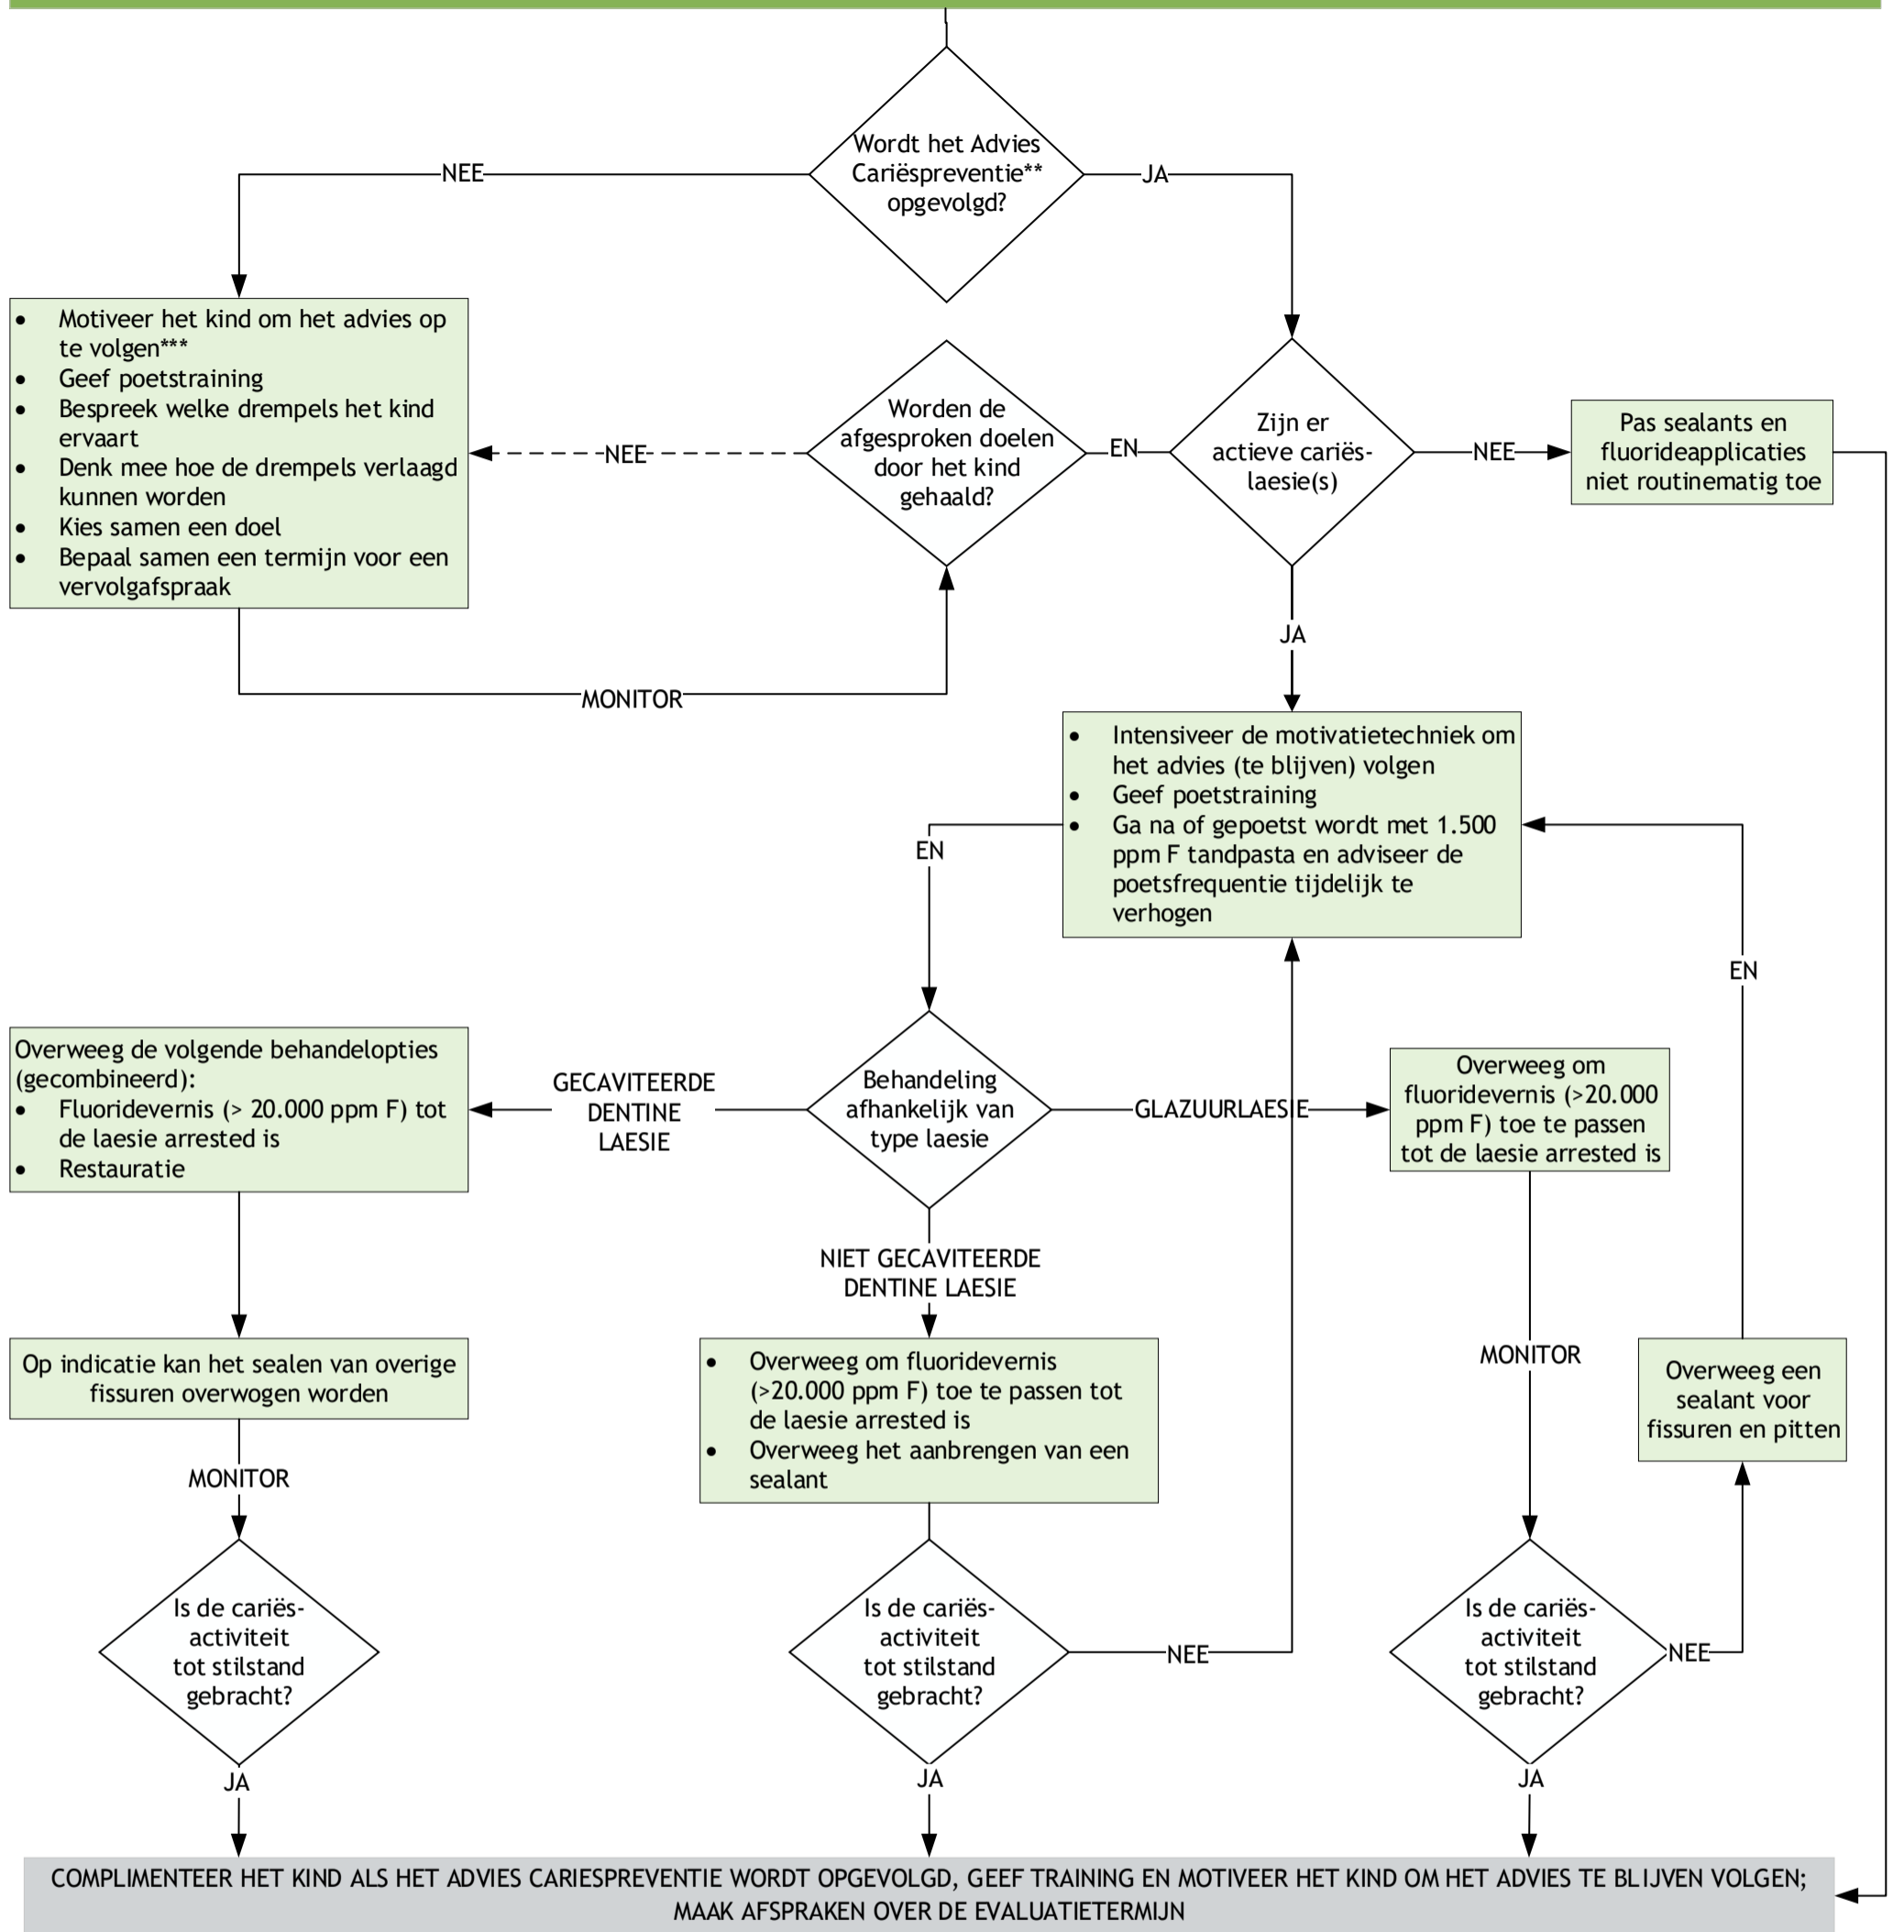 Wordt het Advies
Cariëspreventie**
opgevolgd?
NEE
JA
• Motiveer het kind om het advies op
te volgen***
• Geef poetstraining
• Bespreek welke drempels het kind
ervaart
• Denk mee hoe de drempels verlaagd
kunnen worden
• Kies samen een doel
• Bepaal samen een termijn voor een
vervolgafspraak
NEE
Worden de
afgesproken doelen
door het kind
gehaald?
EN
Zijn er
actieve cariës-
laesie(s)
NEE
Pas sealants en
fluorideapplicaties
niet routinematig toe
JA
MONITOR
• Intensiveer de motivatietechniek om
het advies (te blijven) volgen
• Geef poetstraining
• Ga na of gepoetst wordt met 1.500
ppm F tandpasta en adviseer de
poetsfrequentie tijdelijk te
verhogen
EN
EN
Overweeg de volgende behandelopties
(gecombineerd):
• Fluoridevernis (> 20.000 ppm F) tot
de laesie arrested is
• Restauratie
GECAVITEERDE
DENTINE
LAESIE
Behandeling
afhankelijk van
type laesie
GLAZUURLAESIE
Overweeg om
fluoridevernis (>20.000
ppm F) toe te passen
tot de laesie arrested is
NIET GECAVITEERDE
DENTINE LAESIE
Op indicatie kan het sealen van overige
fissuren overwogen worden
• Overweeg om fluoridevernis
(>20.000 ppm F) toe te passen tot
de laesie arrested is
• Overweeg het aanbrengen van een
sealant
MONITOR
Overweeg een
sealant voor
fissuren en pitten
MONITOR
Is de cariës-
activiteit
tot stilstand
gebracht?
Is de cariës-
activiteit
tot stilstand
gebracht?
NEE
Is de cariës-
activiteit
tot stilstand
gebracht?
NEE
JA
JA
JA
COMPLIMENTEER HET KIND ALS HET ADVIES CARIESPREVENTIE WORDT OPGEVOLGD, GEEF TRAINING EN MOTIVEER HET KIND OM HET ADVIES TE BLIJVEN VOLGEN;
MAAK AFSPRAKEN OVER DE EVALUATIETERMIJN